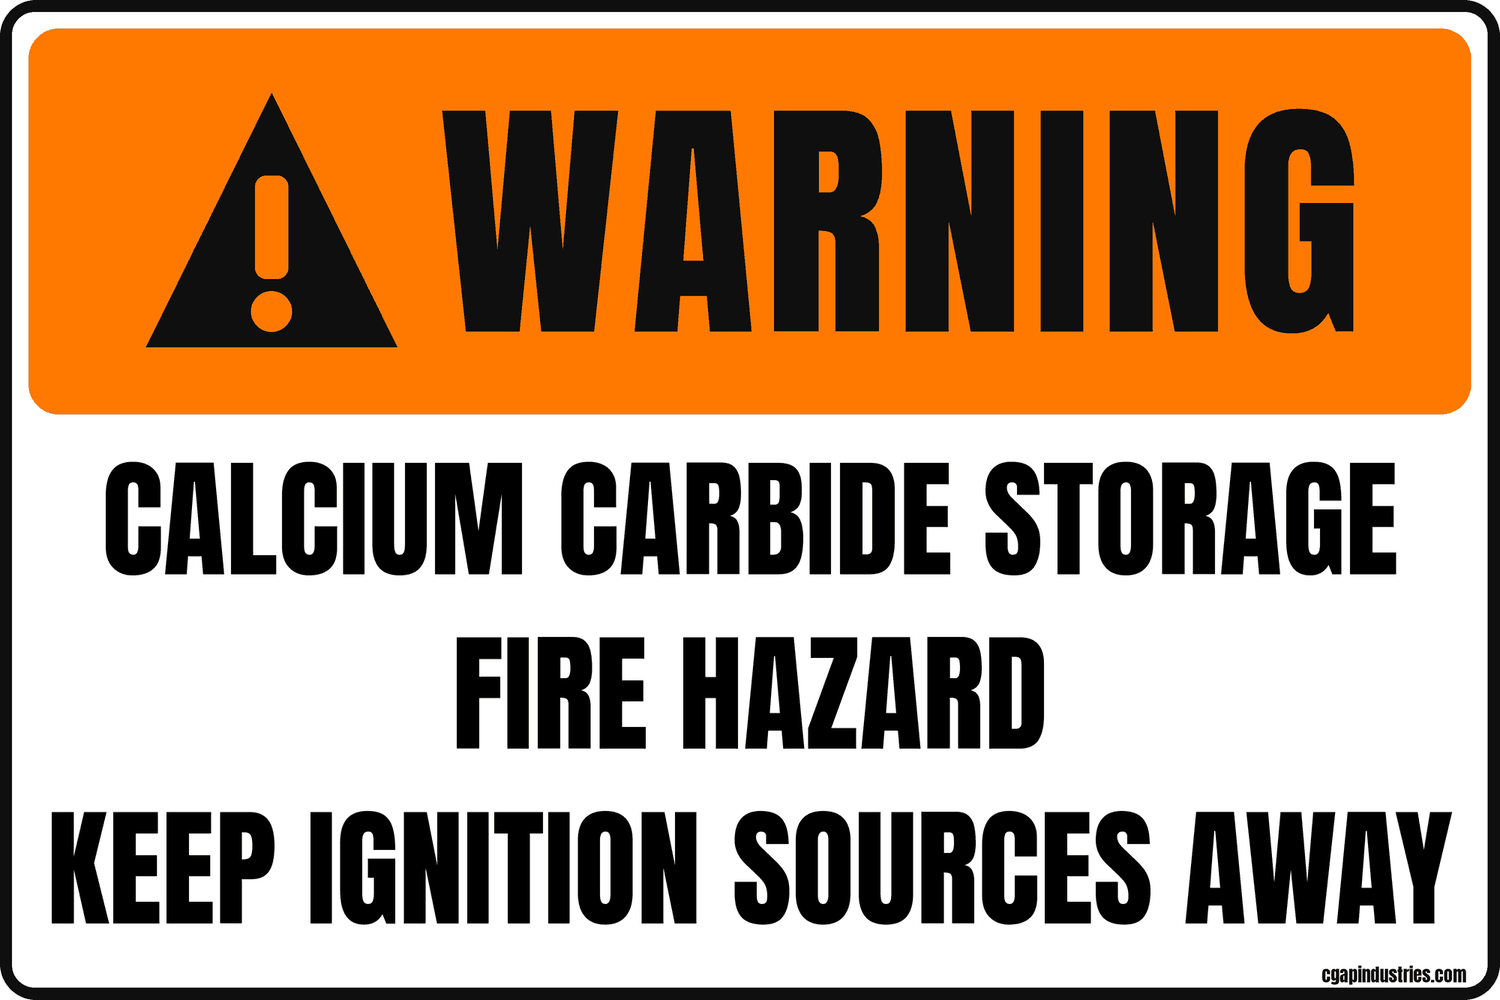 WARNING
CALCIUM CARBIDE STORAGE
FIRE HAZARD
KEEP IGNITION SOURCES AWAY
cgapindustries.com